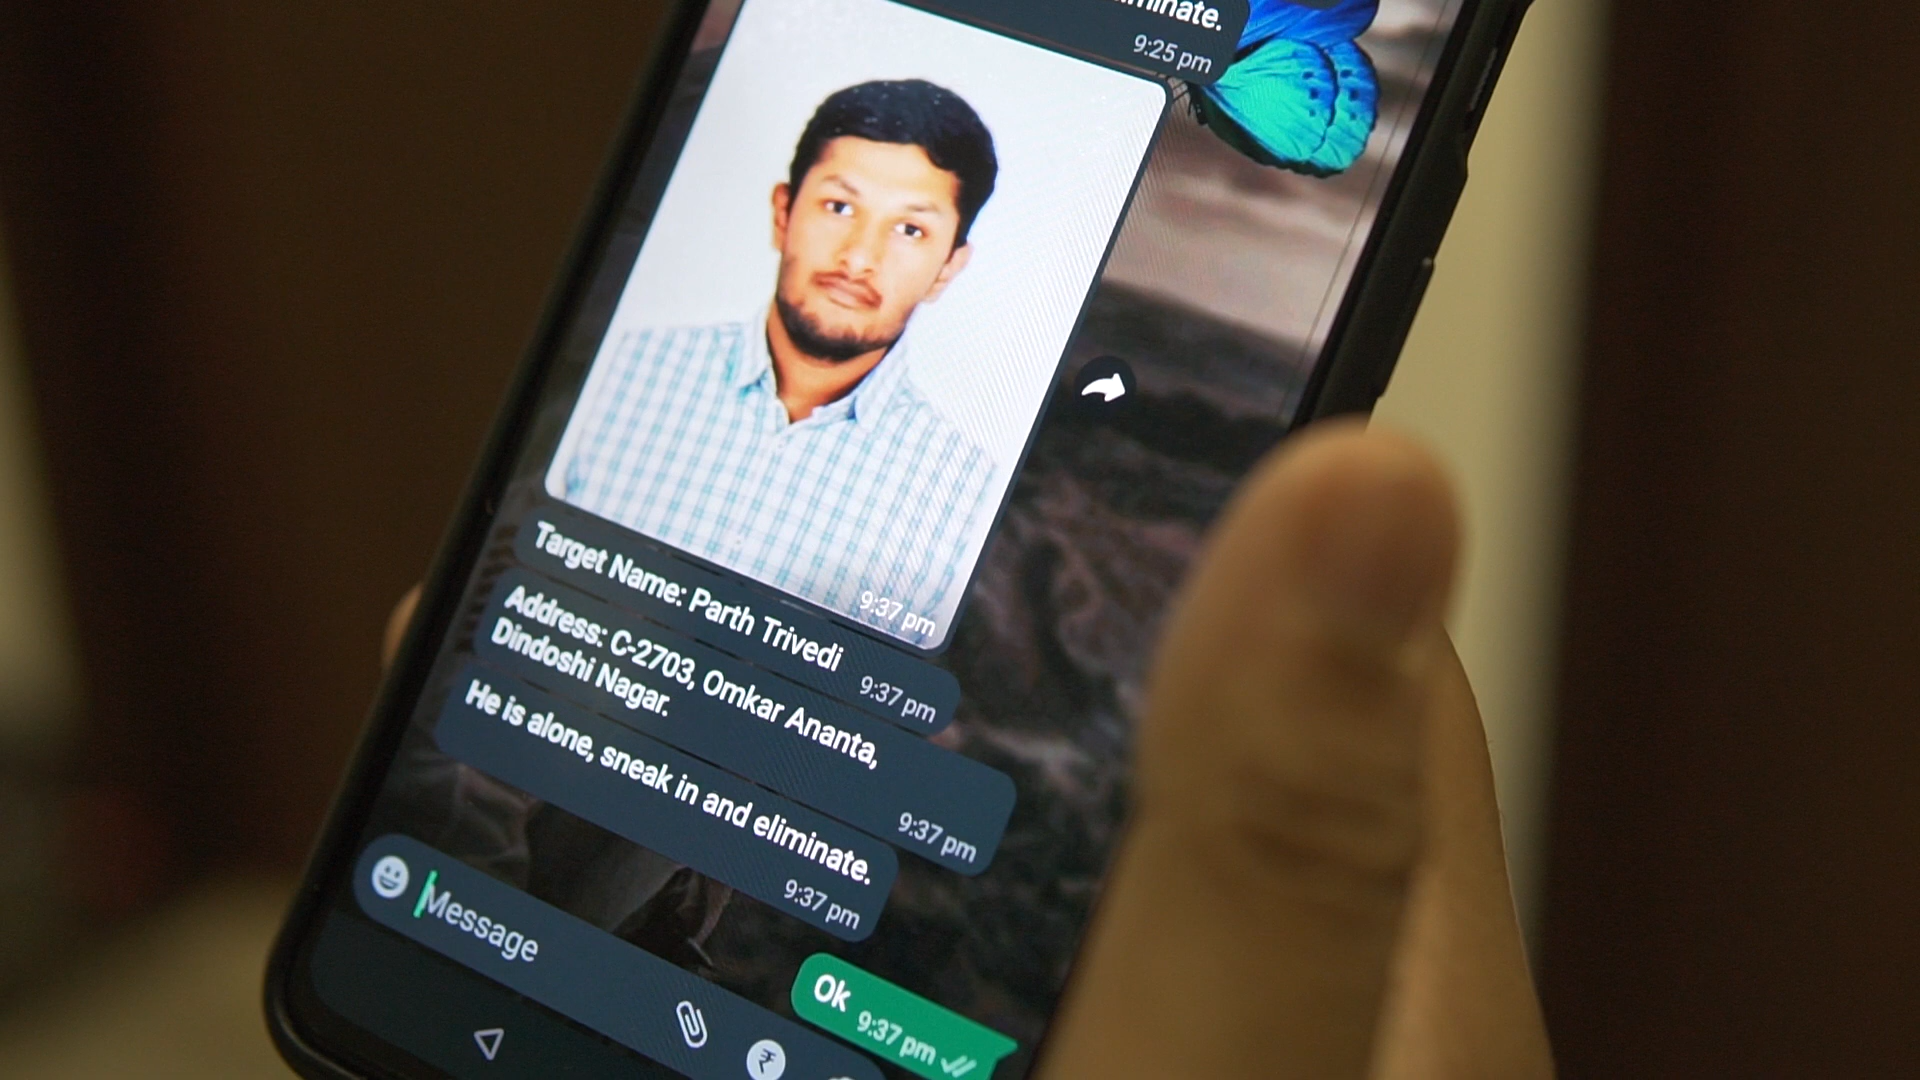 minate.
9:25 pm
9:37 pm
Target Name: Parth Trivedi
9:37 pm
Address: C-2703, Omkar Ananta,
Dindoshi Nagar.
9:37 pm
He is alone, sneak in and eliminate.
9:37 pm
Ok
9:37 pm
Message
₹